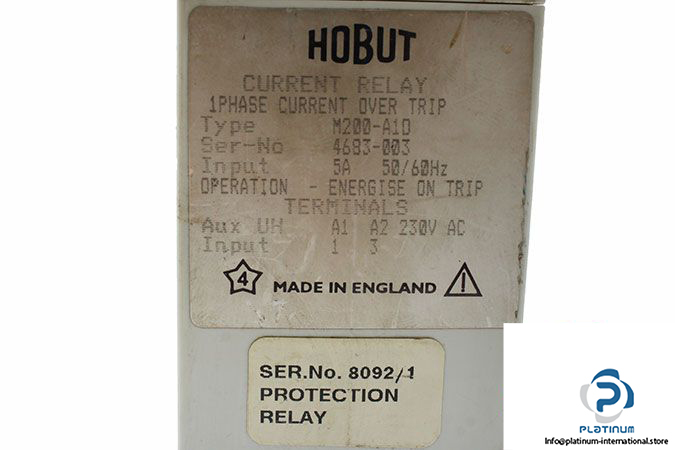 HOBUT
CURRENT RELAY
1PHASE CURRENT OVER TRIP
Type M200-A10
Ser-No 4683-003
Input 5A 50/60Hz
OPERATION - ENERGISE ON TRIP
TERMINALS
Aux UH A1 A2 230V AC
Input 1 3
4 MADE IN ENGLAND !
SER.No. 8092/1
PROTECTION
RELAY
PLATINUM
Info@platinum-international.store